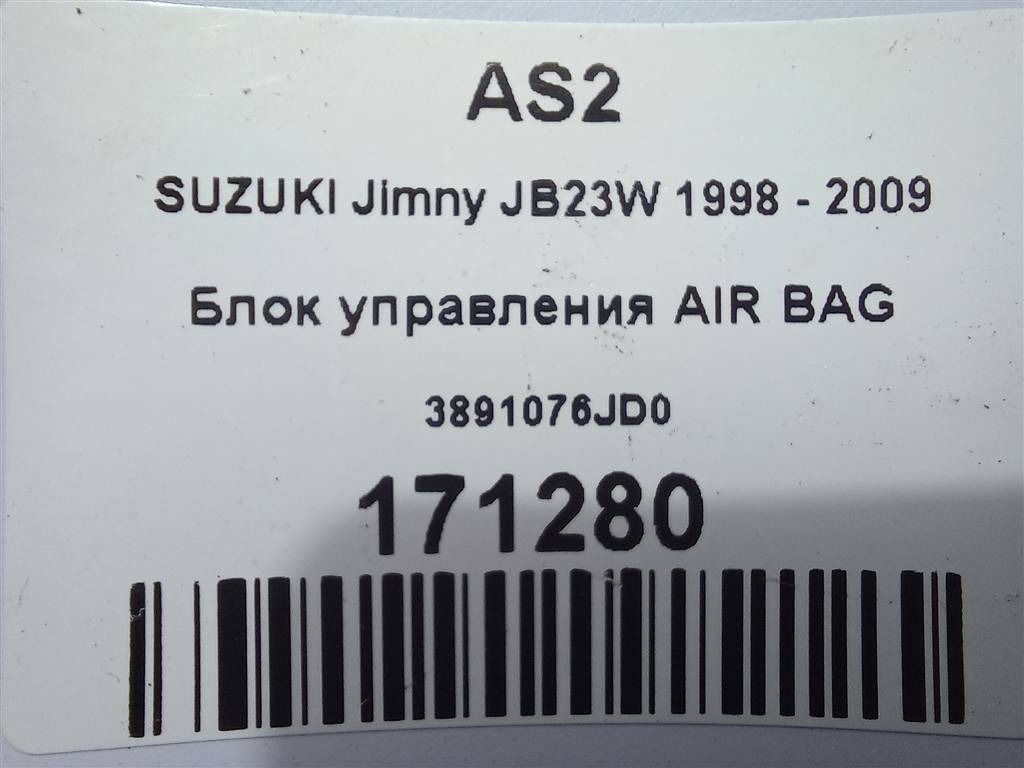 AS2
SUZUKI Jimny JB23W 1998 - 2009
Блок управления AIR BAG
3891076JD0
171280